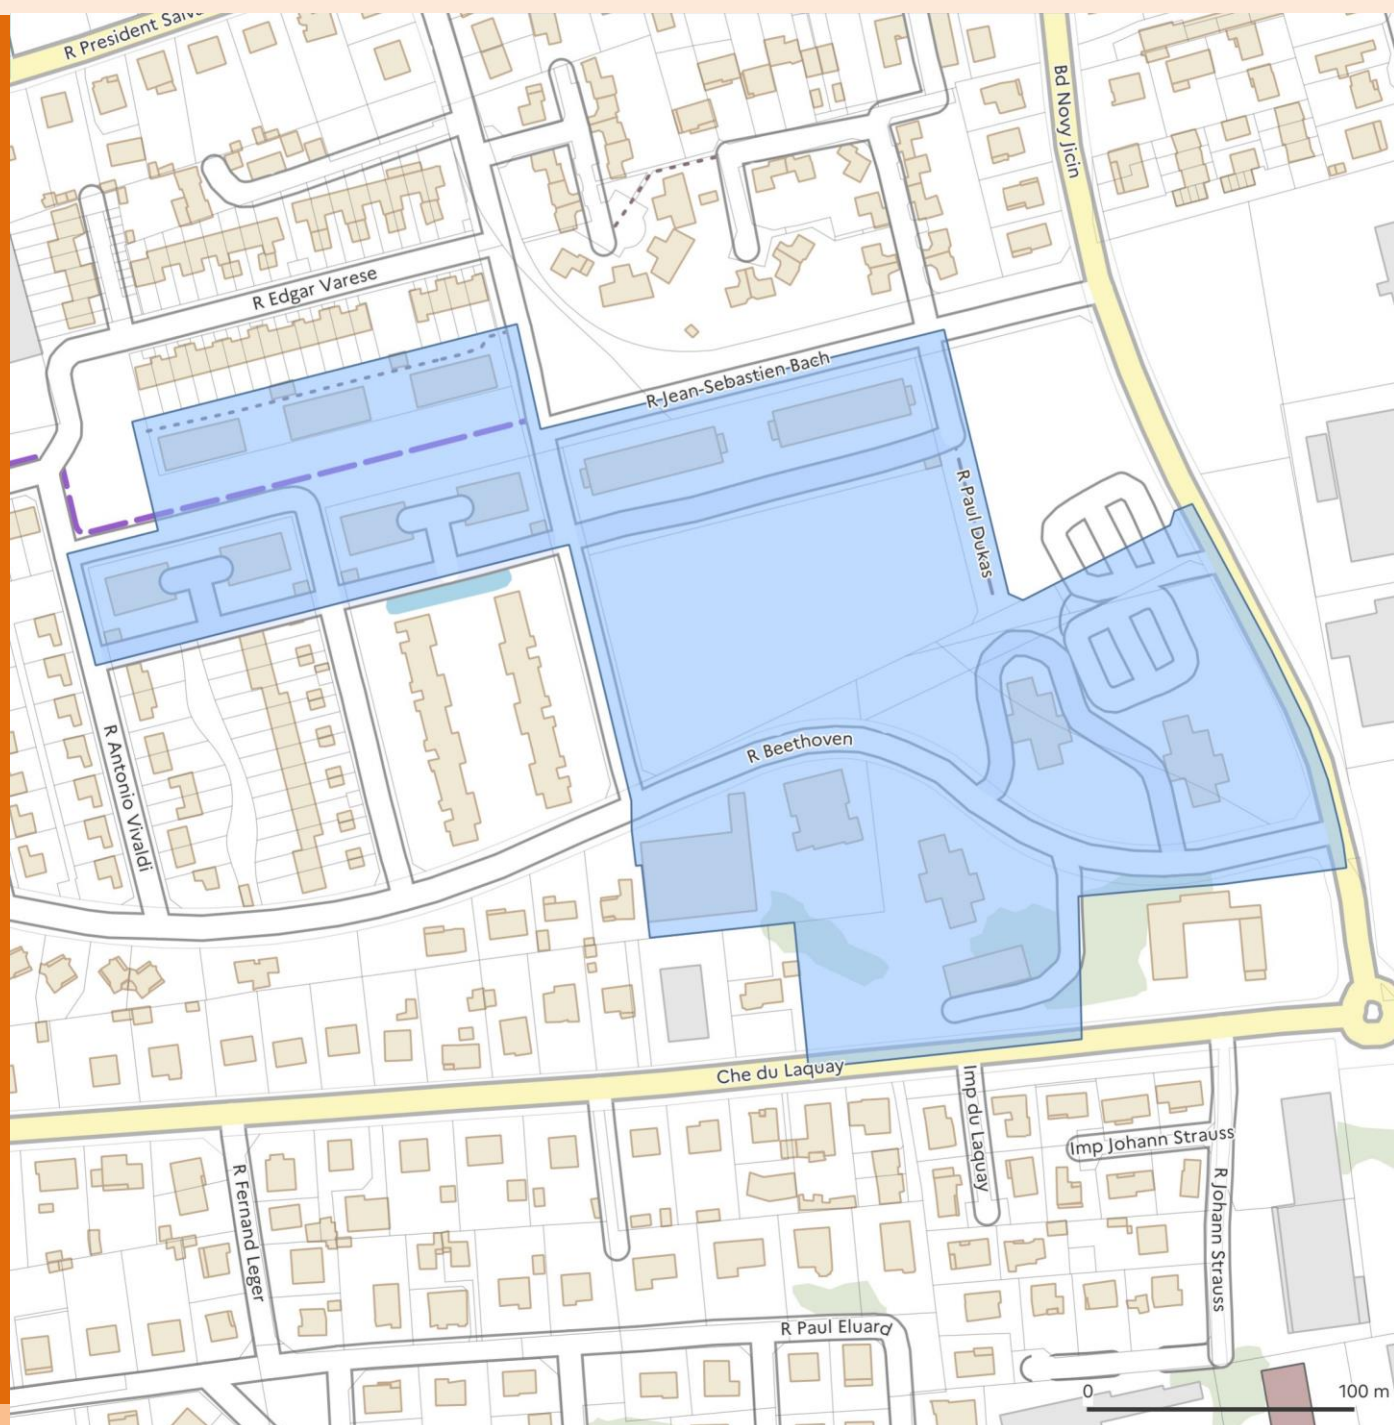 R President Salva
Bd Novy Jicin
R Edgar Varese
R Jean-Sebastien Bach
R Paul Dukas
R Beethoven
R Antonio Vivaldi
Che du Laquay
Imp du Laquay
Imp Johann Strauss
R Johann Strauss
R Fernand Leger
R Paul Eluard
0 100 m